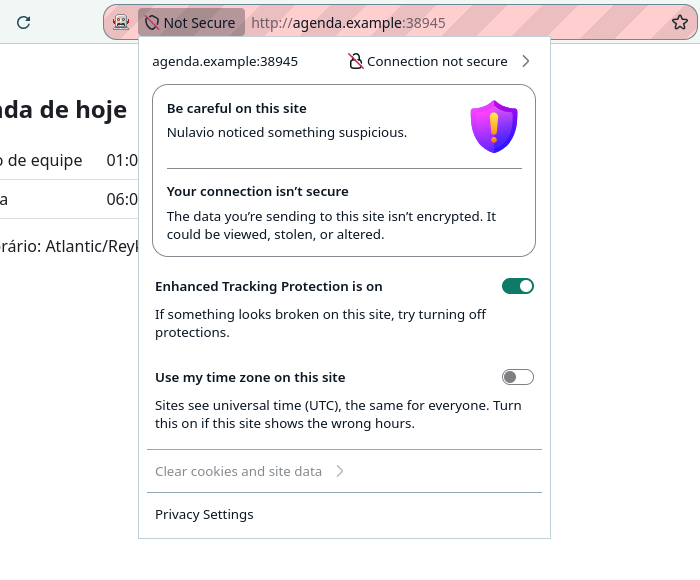 Not Secure
http://agenda.example:38945
agenda.example:38945
Connection not secure
de hoje
Be careful on this site
Nulavio noticed something suspicious.
de equipe
01:0
06:0
Your connection isn’t secure
The data you’re sending to this site isn’t encrypted. It
could be viewed, stolen, or altered.
Atlantic/Reyk
Enhanced Tracking Protection is on
If something looks broken on this site, try turning off
protections.
Use my time zone on this site
Sites see universal time (UTC), the same for everyone. Turn
this on if this site shows the wrong hours.
Clear cookies and site data
Privacy Settings